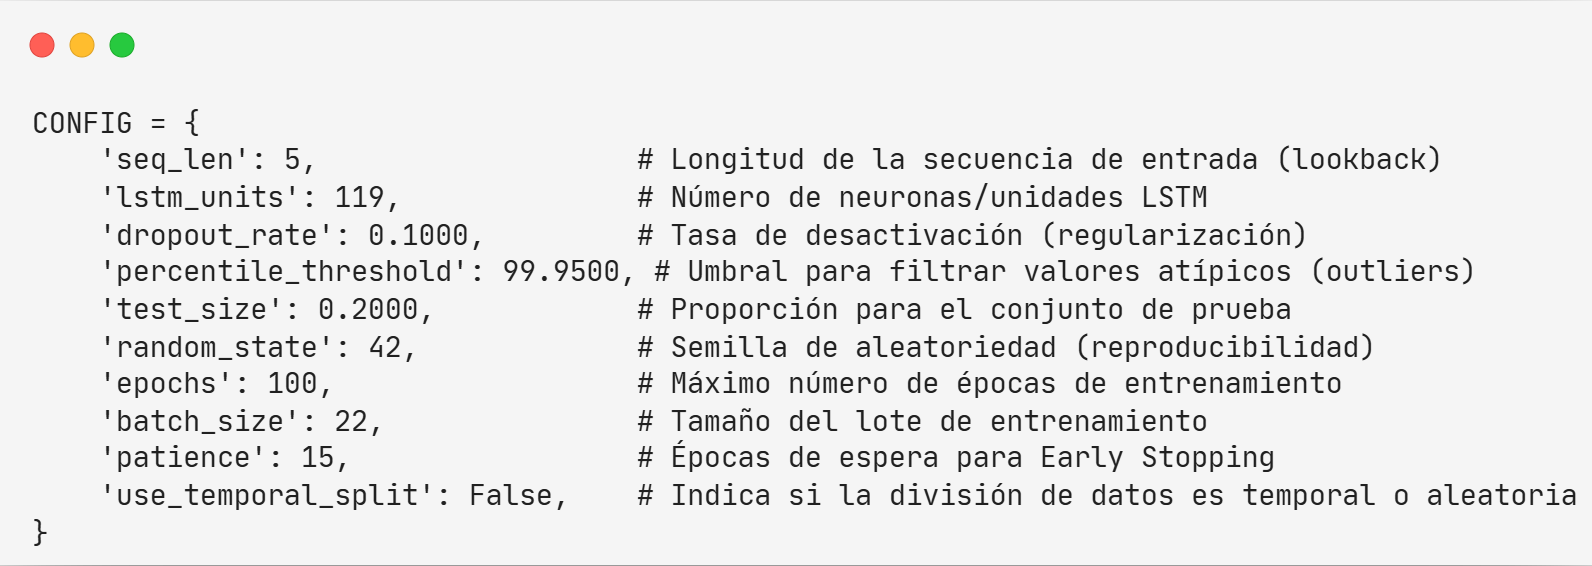 CONFIG = {
    'seq_len': 5,                   # Longitud de la secuencia de entrada (lookback)
    'lstm_units': 119,              # Número de neuronas/unidades LSTM
    'dropout_rate': 0.1000,         # Tasa de desactivación (regularización)
    'percentile_threshold': 99.9500, # Umbral para filtrar valores atípicos (outliers)
    'test_size': 0.2000,            # Proporción para el conjunto de prueba
    'random_state': 42,             # Semilla de aleatoriedad (reproducibilidad)
    'epochs': 100,                  # Máximo número de épocas de entrenamiento
    'batch_size': 22,               # Tamaño del lote de entrenamiento
    'patience': 15,                 # Épocas de espera para Early Stopping
    'use_temporal_split': False,    # Indica si la división de datos es temporal o aleatoria
}